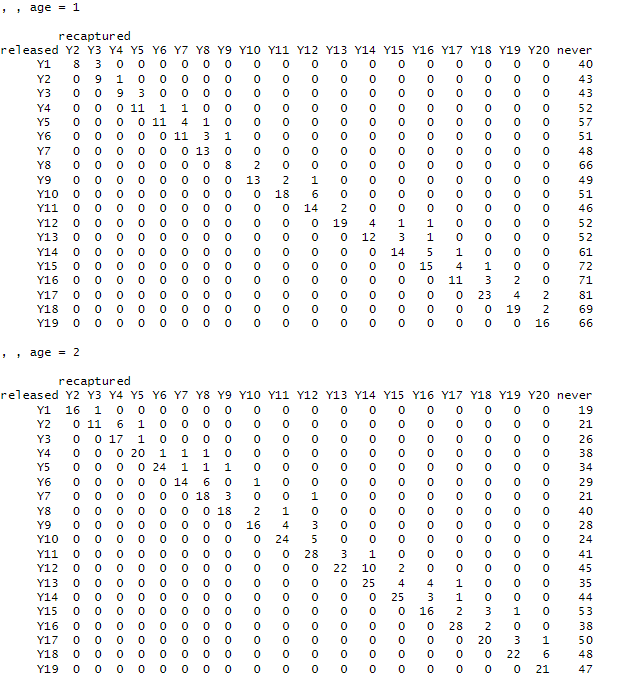 , , age = 1
recaptured
released Y2 Y3 Y4 Y5 Y6 Y7 Y8 Y9 Y10 Y11 Y12 Y13 Y14 Y15 Y16 Y17 Y18 Y19 Y20 never
Y1 8 3 0 0 0 0 0 0 0 0 0 0 0 0 0 0 0 0 0 40
Y2 0 9 1 0 0 0 0 0 0 0 0 0 0 0 0 0 0 0 0 43
Y3 0 0 9 3 0 0 0 0 0 0 0 0 0 0 0 0 0 0 0 43
Y4 0 0 0 11 1 1 0 0 0 0 0 0 0 0 0 0 0 0 0 52
Y5 0 0 0 0 11 4 1 0 0 0 0 0 0 0 0 0 0 0 0 57
Y6 0 0 0 0 0 11 3 1 0 0 0 0 0 0 0 0 0 0 0 51
Y7 0 0 0 0 0 0 13 0 0 0 0 0 0 0 0 0 0 0 0 48
Y8 0 0 0 0 0 0 0 8 2 0 0 0 0 0 0 0 0 0 0 66
Y9 0 0 0 0 0 0 0 0 13 2 1 0 0 0 0 0 0 0 0 49
Y10 0 0 0 0 0 0 0 0 0 18 6 0 0 0 0 0 0 0 0 51
Y11 0 0 0 0 0 0 0 0 0 0 14 2 0 0 0 0 0 0 0 46
Y12 0 0 0 0 0 0 0 0 0 0 0 19 4 1 1 0 0 0 0 52
Y13 0 0 0 0 0 0 0 0 0 0 0 0 12 3 1 0 0 0 0 52
Y14 0 0 0 0 0 0 0 0 0 0 0 0 0 14 5 1 0 0 0 61
Y15 0 0 0 0 0 0 0 0 0 0 0 0 0 0 15 4 1 0 0 72
Y16 0 0 0 0 0 0 0 0 0 0 0 0 0 0 0 11 3 2 0 71
Y17 0 0 0 0 0 0 0 0 0 0 0 0 0 0 0 0 23 4 2 81
Y18 0 0 0 0 0 0 0 0 0 0 0 0 0 0 0 0 0 19 2 69
Y19 0 0 0 0 0 0 0 0 0 0 0 0 0 0 0 0 0 0 16 66
, , age = 2
recaptured
released Y2 Y3 Y4 Y5 Y6 Y7 Y8 Y9 Y10 Y11 Y12 Y13 Y14 Y15 Y16 Y17 Y18 Y19 Y20 never
Y1 16 1 0 0 0 0 0 0 0 0 0 0 0 0 0 0 0 0 0 19
Y2 0 11 6 1 0 0 0 0 0 0 0 0 0 0 0 0 0 0 0 21
Y3 0 0 17 1 0 0 0 0 0 0 0 0 0 0 0 0 0 0 0 26
Y4 0 0 0 20 1 1 1 0 0 0 0 0 0 0 0 0 0 0 0 38
Y5 0 0 0 0 24 1 1 1 0 0 0 0 0 0 0 0 0 0 0 34
Y6 0 0 0 0 0 14 6 0 1 0 0 0 0 0 0 0 0 0 0 29
Y7 0 0 0 0 0 0 18 3 0 0 1 0 0 0 0 0 0 0 0 21
Y8 0 0 0 0 0 0 0 18 2 1 0 0 0 0 0 0 0 0 0 40
Y9 0 0 0 0 0 0 0 0 16 4 3 0 0 0 0 0 0 0 0 28
Y10 0 0 0 0 0 0 0 0 0 24 5 0 0 0 0 0 0 0 0 24
Y11 0 0 0 0 0 0 0 0 0 0 28 3 1 0 0 0 0 0 0 41
Y12 0 0 0 0 0 0 0 0 0 0 0 22 10 2 0 0 0 0 0 45
Y13 0 0 0 0 0 0 0 0 0 0 0 0 25 4 4 1 0 0 0 35
Y14 0 0 0 0 0 0 0 0 0 0 0 0 0 25 3 1 0 0 0 44
Y15 0 0 0 0 0 0 0 0 0 0 0 0 0 0 16 2 3 1 0 53
Y16 0 0 0 0 0 0 0 0 0 0 0 0 0 0 0 28 2 0 0 38
Y17 0 0 0 0 0 0 0 0 0 0 0 0 0 0 0 0 20 3 1 50
Y18 0 0 0 0 0 0 0 0 0 0 0 0 0 0 0 0 0 22 6 48
Y19 0 0 0 0 0 0 0 0 0 0 0 0 0 0 0 0 0 0 21 47